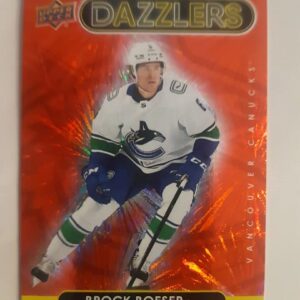 UPPER DECK
DAZZLERS
VANCOUVER CANUCKS
BROCK BOESER